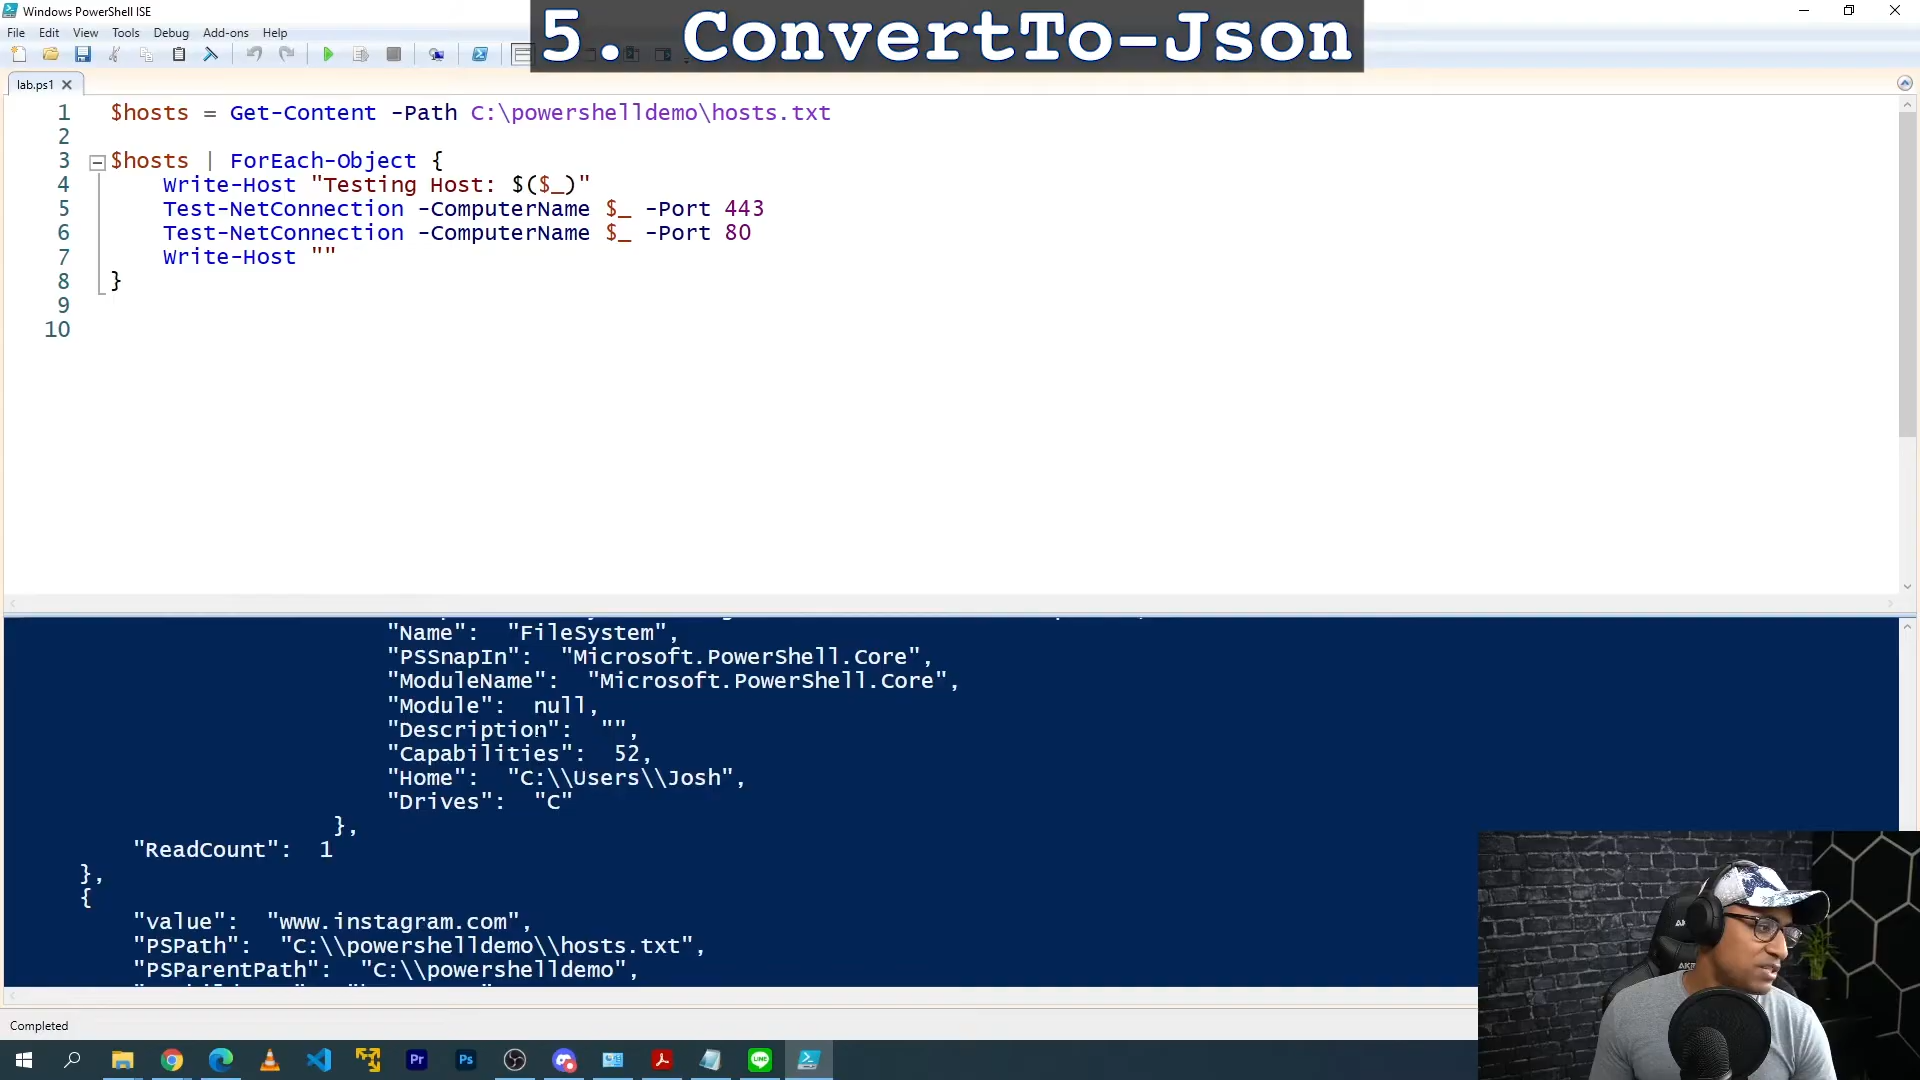 Windows PowerShell ISE
5. ConvertTo-Json
File Edit View Tools Debug Add-ons Help
lab.ps1
1 $hosts = Get-Content -Path C:\powershelldemo\hosts.txt
2
3 $hosts | ForEach-Object {
4 Write-Host "Testing Host: $($_)"
5 Test-NetConnection -ComputerName $_ -Port 443
6 Test-NetConnection -ComputerName $_ -Port 80
7 Write-Host ""
8 }
9
10
"Name": "FileSystem",
"PSSnapIn": "Microsoft.PowerShell.Core",
"ModuleName": "Microsoft.PowerShell.Core",
"Module": null,
"Description": "",
"Capabilities": 52,
"Home": "C:\\Users\\Josh",
"Drives": "C"
},
"ReadCount": 1
},
{
"value": "www.instagram.com",
"PSPath": "C:\\powershelldemo\\hosts.txt",
"PSParentPath": "C:\\powershelldemo",
Completed
Pr Ps LINE